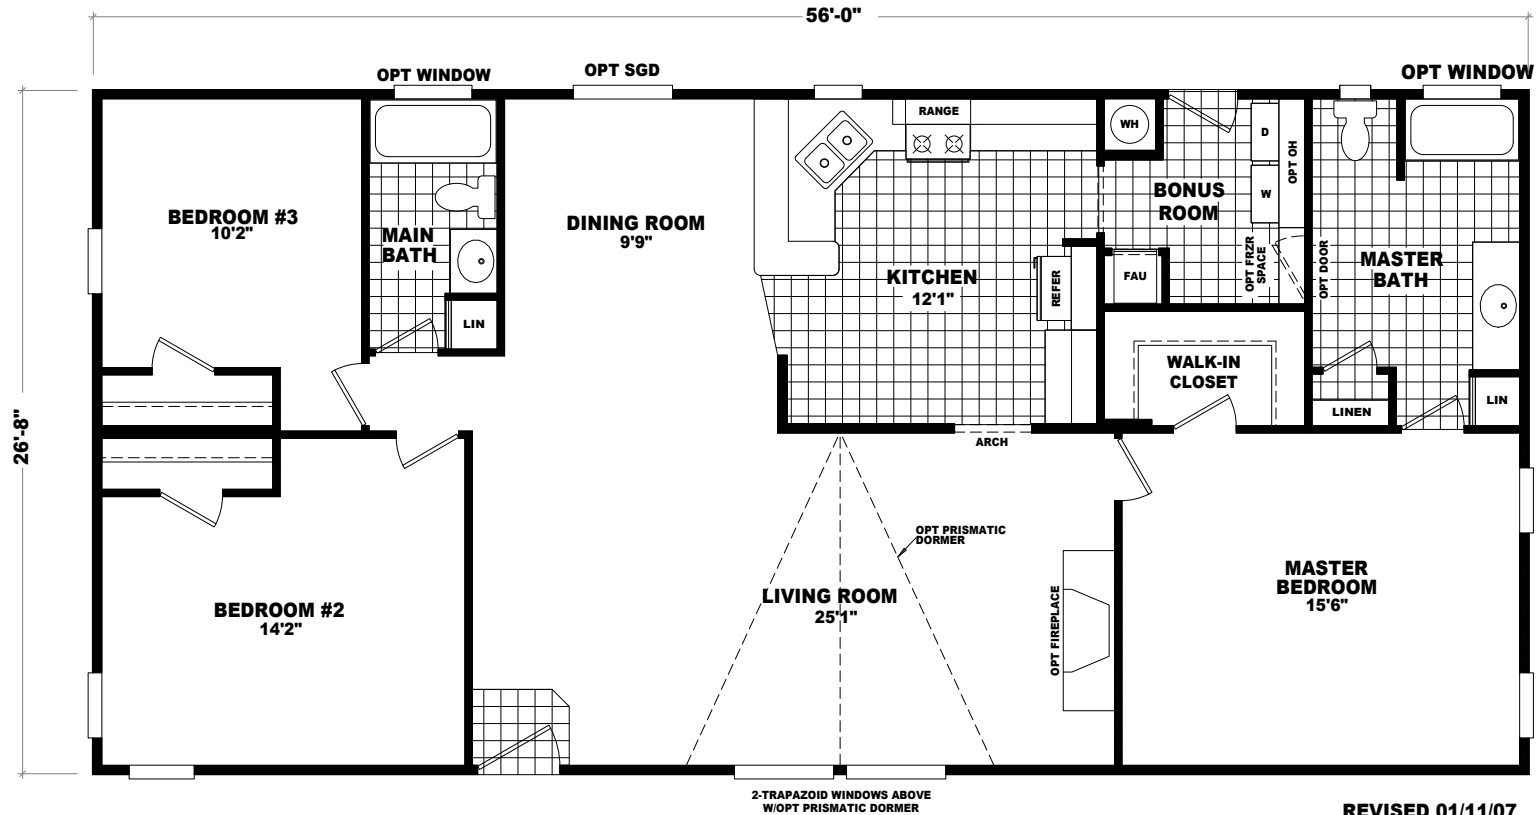 56'-0"
OPT WINDOW
OPT SGD
OPT WINDOW
RANGE
WH
D
OPT OH
W
BONUS
ROOM
BEDROOM #3
10'2"
MAIN
BATH
DINING ROOM
9'9"
KITCHEN
12'1"
REFER
FAU
OPT FRZR
SPACE
OPT DOOR
MASTER
BATH
LIN
WALK-IN
CLOSET
LINEN
LIN
26'-8"
ARCH
OPT PRISMATIC
DORMER
BEDROOM #2
14'2"
LIVING ROOM
25'1"
OPT FIREPLACE
MASTER
BEDROOM
15'6"
2-TRAPAZOID WINDOWS ABOVE
W/OPT PRISMATIC DORMER
REVISED 01/11/07